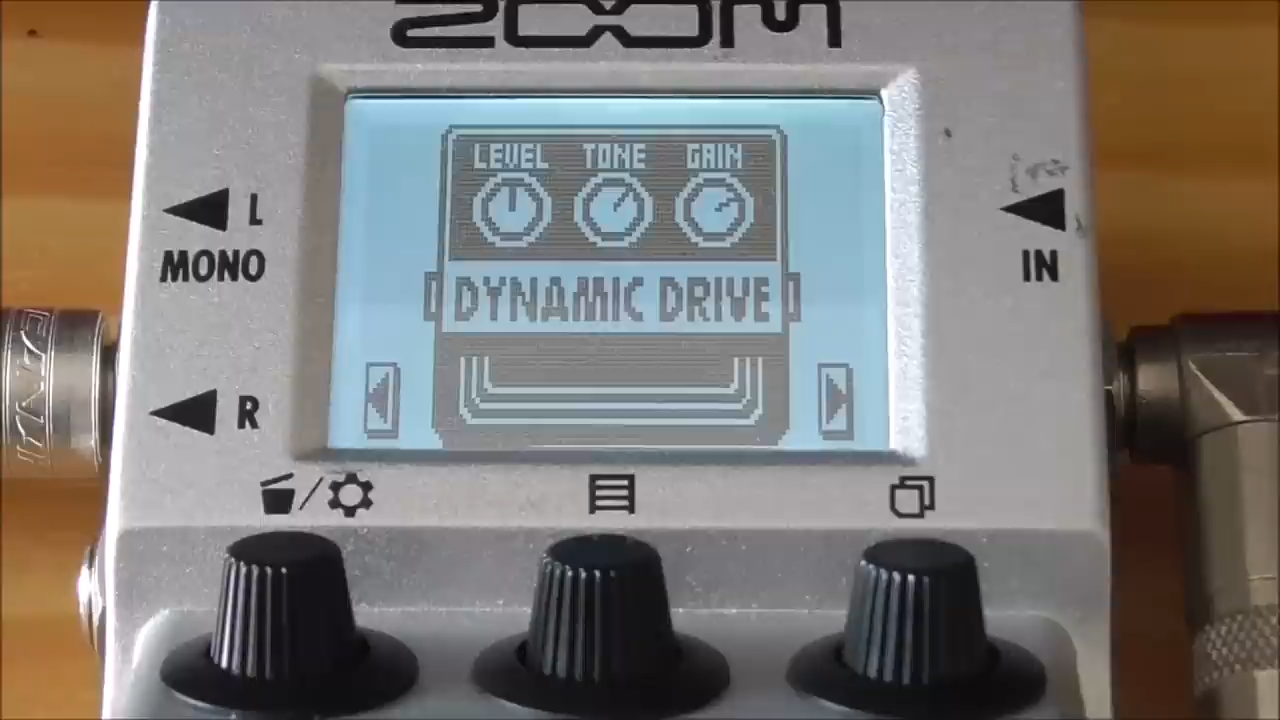 ZOOM
LEVEL TONE GAIN
DYNAMIC DRIVE
L
MONO
IN
R